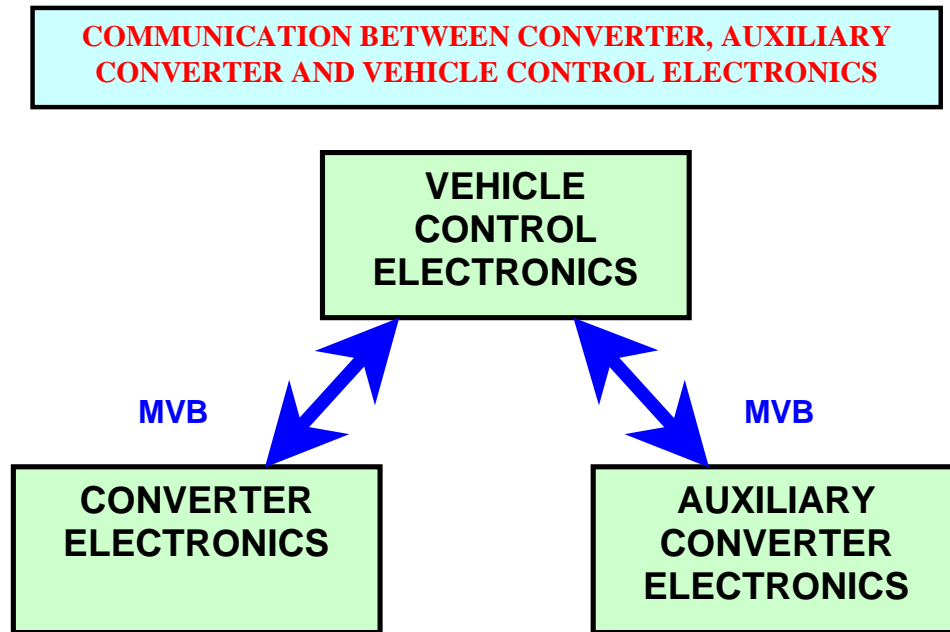 COMMUNICATION BETWEEN CONVERTER, AUXILIARY
CONVERTER AND VEHICLE CONTROL ELECTRONICS
VEHICLE
CONTROL
ELECTRONICS
MVB
MVB
CONVERTER
ELECTRONICS
AUXILIARY
CONVERTER
ELECTRONICS